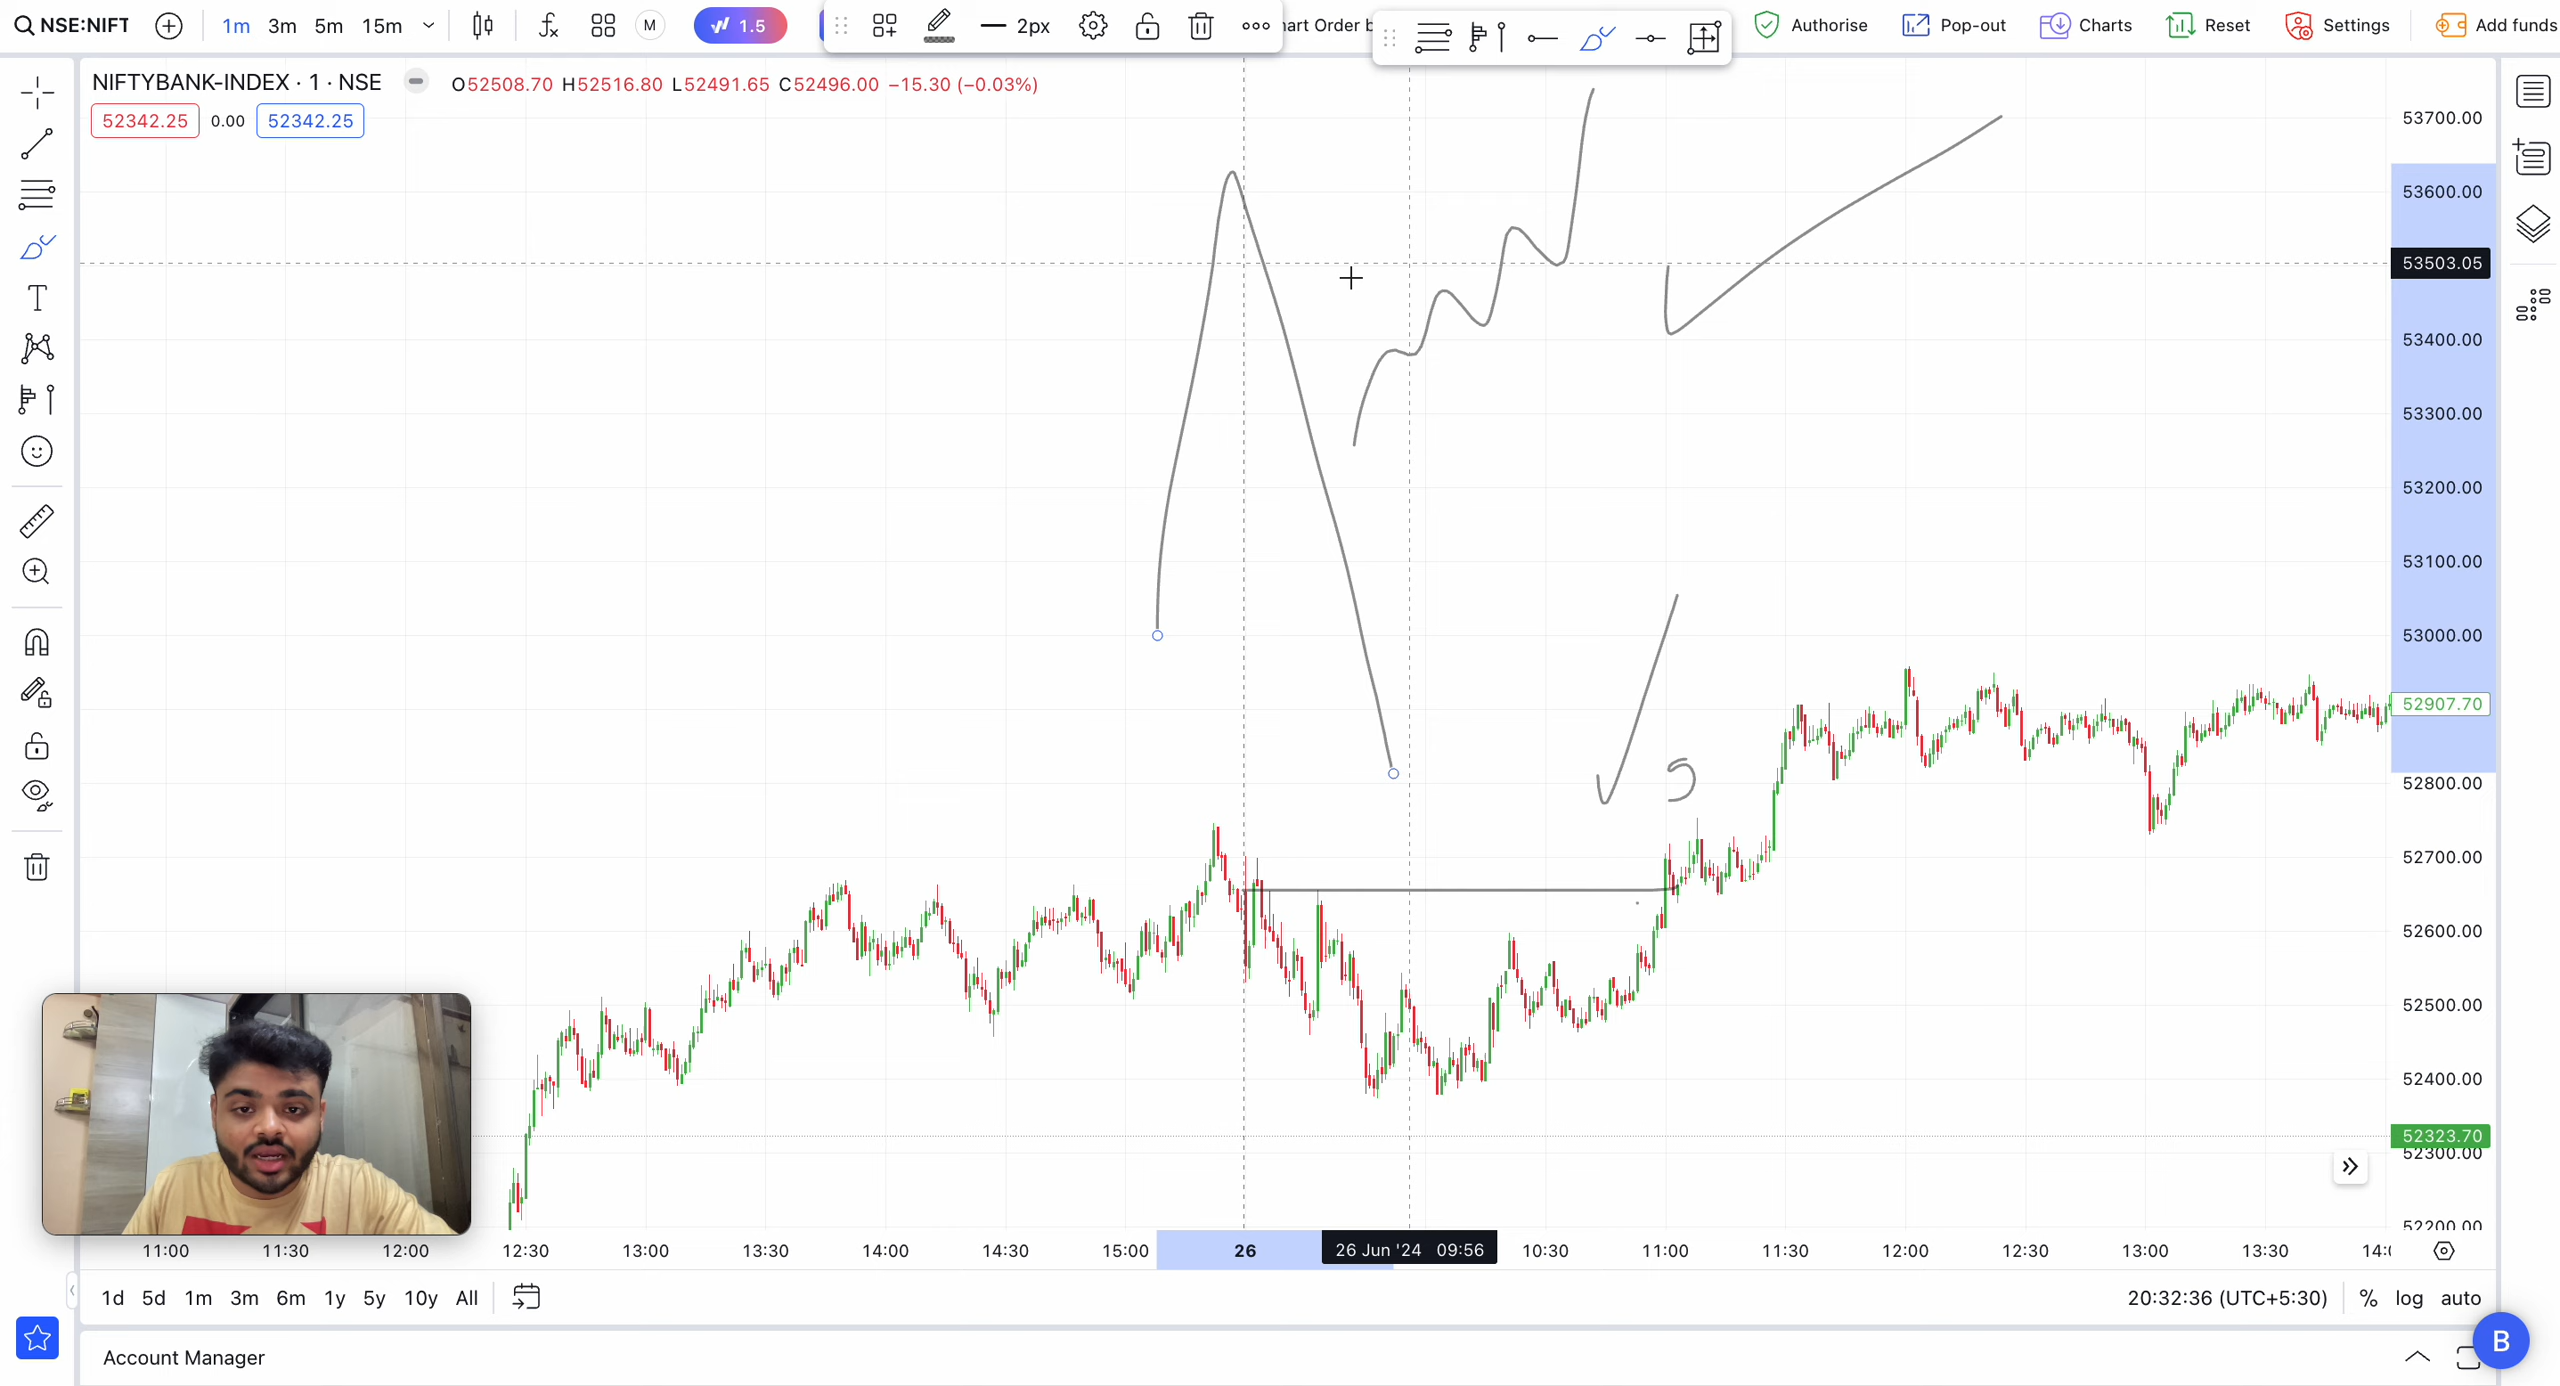 NSE:NIFT 1m 3m 5m 15m M 1.5 2px nart Order b Authorise Pop-out Charts Reset Settings Add funds
NIFTYBANK-INDEX · 1 · NSE O52508.70 H52516.80 L52491.65 C52496.00 −15.30 (−0.03%)
52342.25 0.00 52342.25
53700.00
53600.00
53503.05
53400.00
53300.00
53200.00
53100.00
53000.00
52907.70
52800.00
52700.00
52600.00
52500.00
52400.00
52323.70
52300.00
52200.00
11:00 11:30 12:00 12:30 13:00 13:30 14:00 14:30 15:00 26 26 Jun '24 09:56 10:30 11:00 11:30 12:00 12:30 13:00 13:30 14:0
1d 5d 1m 3m 6m 1y 5y 10y All 20:32:36 (UTC+5:30) % log auto
Account Manager B